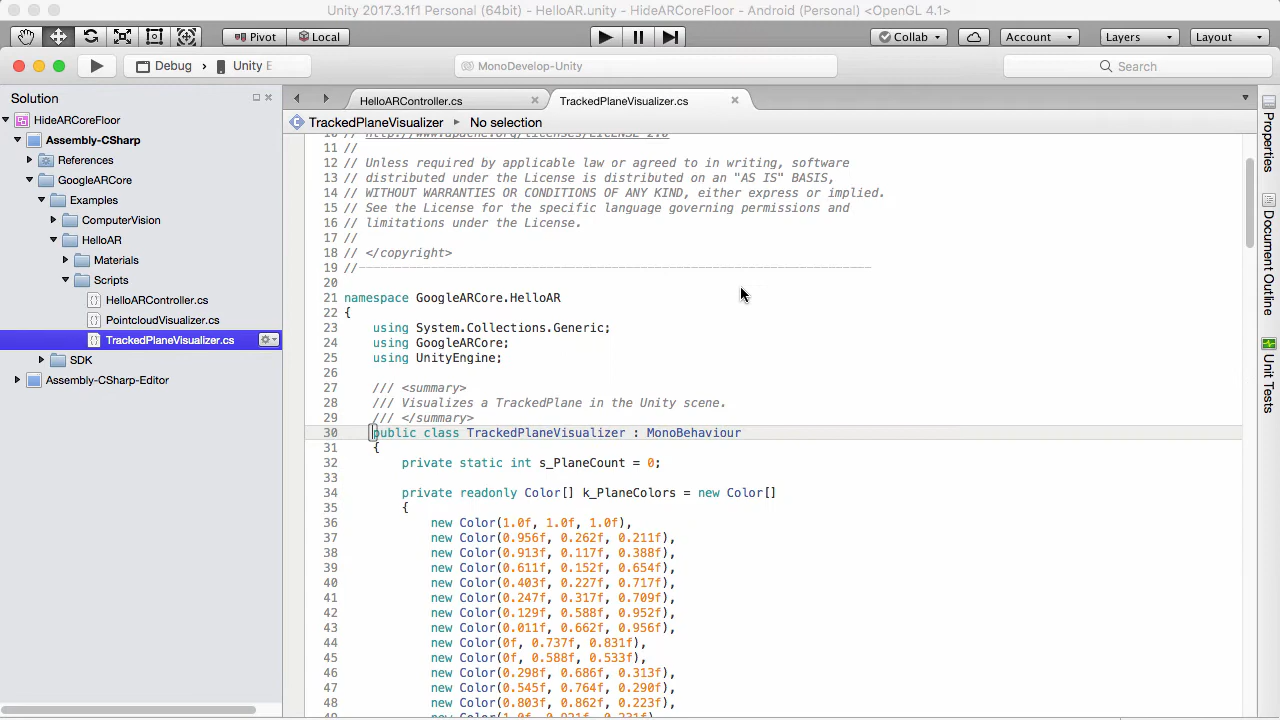 Unity 2017.3.1f1 Personal (64bit) - HelloAR.unity - HideARCoreFloor - Android (Personal) <OpenGL 4.1>
Pivot Local Collab Account Layers Layout
Debug › Unity E MonoDevelop-Unity Search
Solution
HideARCoreFloor
Assembly-CSharp
References
GoogleARCore
Examples
ComputerVision
HelloAR
Materials
Scripts
HelloARController.cs
PointcloudVisualizer.cs
TrackedPlaneVisualizer.cs
SDK
Assembly-CSharp-Editor
HelloARController.cs TrackedPlaneVisualizer.cs
TrackedPlaneVisualizer No selection
10 // http://www.apache.org/licenses/LICENSE-2.0
11 //
12 // Unless required by applicable law or agreed to in writing, software
13 // distributed under the License is distributed on an "AS IS" BASIS,
14 // WITHOUT WARRANTIES OR CONDITIONS OF ANY KIND, either express or implied.
15 // See the License for the specific language governing permissions and
16 // limitations under the License.
17 //
18 // </copyright>
19 //-----------------------------------------------------------------------
20
21 namespace GoogleARCore.HelloAR
22 {
23 using System.Collections.Generic;
24 using GoogleARCore;
25 using UnityEngine;
26
27 /// <summary>
28 /// Visualizes a TrackedPlane in the Unity scene.
29 /// </summary>
30 public class TrackedPlaneVisualizer : MonoBehaviour
31 {
32 private static int s_PlaneCount = 0;
33
34 private readonly Color[] k_PlaneColors = new Color[]
35 {
36 new Color(1.0f, 1.0f, 1.0f),
37 new Color(0.956f, 0.262f, 0.211f),
38 new Color(0.913f, 0.117f, 0.388f),
39 new Color(0.611f, 0.152f, 0.654f),
40 new Color(0.403f, 0.227f, 0.717f),
41 new Color(0.247f, 0.317f, 0.709f),
42 new Color(0.129f, 0.588f, 0.952f),
43 new Color(0.011f, 0.662f, 0.956f),
44 new Color(0f, 0.737f, 0.831f),
45 new Color(0f, 0.588f, 0.533f),
46 new Color(0.298f, 0.686f, 0.313f),
47 new Color(0.545f, 0.764f, 0.290f),
48 new Color(0.803f, 0.862f, 0.223f),
Properties
Document Outline
Unit Tests